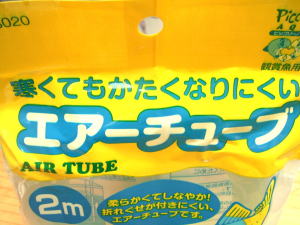 5020
Picc
観賞魚用
寒くてもかたくなりにくい
エアーチューブ
AIR TUBE
2m
柔らかくてしなやか!
折れぐせが付きにくい、
エアーチューブです。